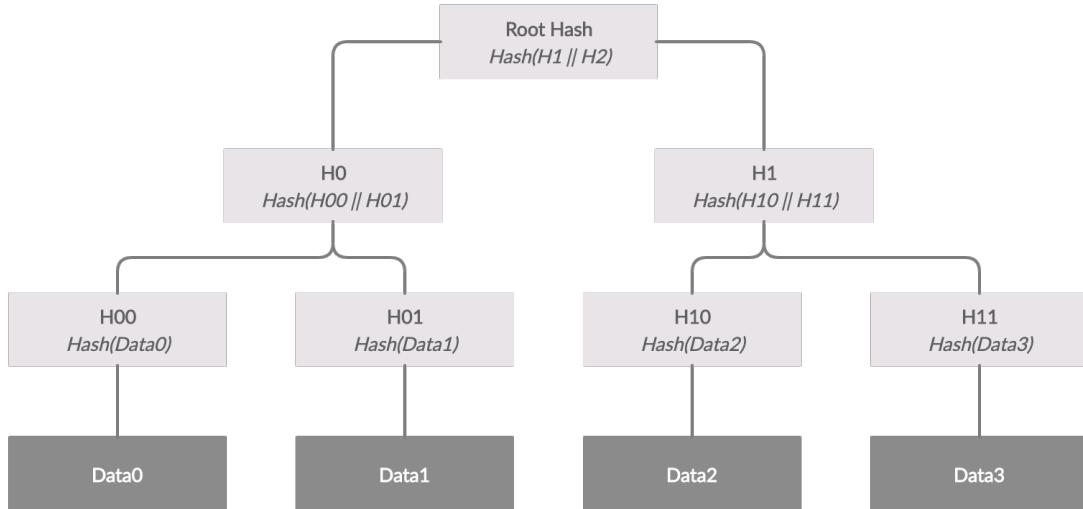 Root Hash
Hash(H1 || H2)
H0
Hash(H00 || H01)
H1
Hash(H10 || H11)
H00
Hash(Data0)
H01
Hash(Data1)
H10
Hash(Data2)
H11
Hash(Data3)
Data0
Data1
Data2
Data3